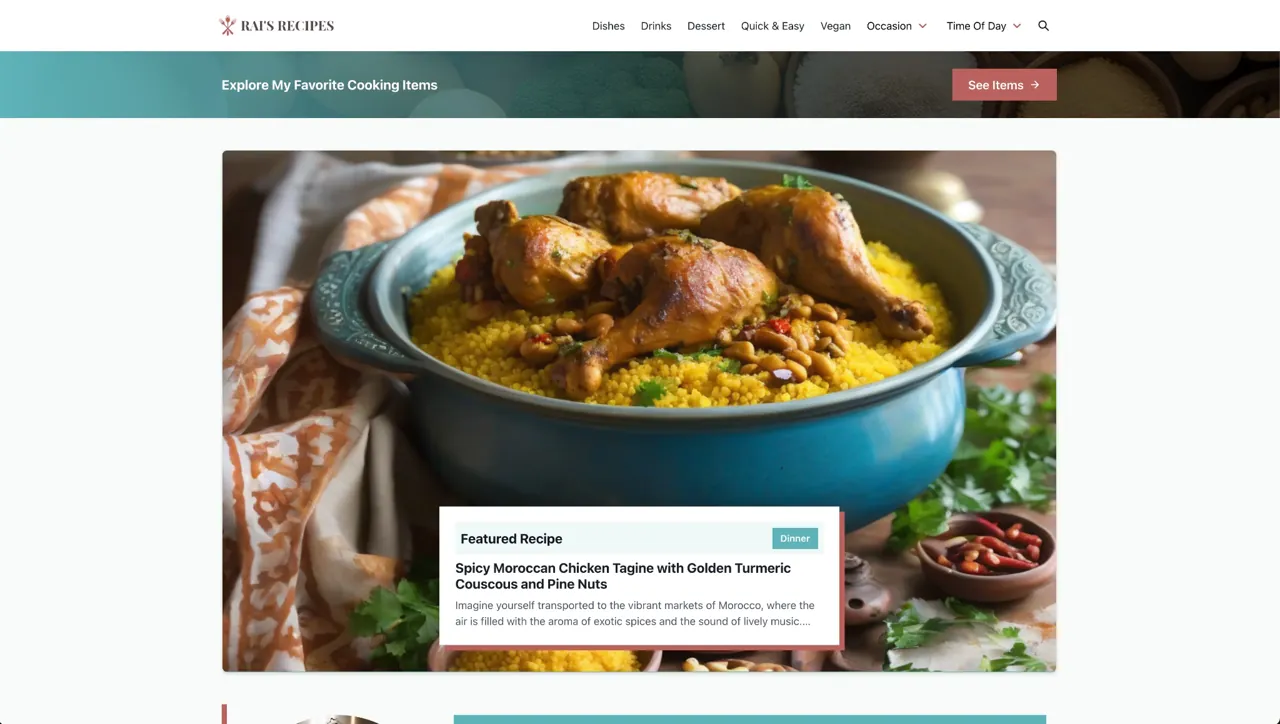 RAI'S RECIPES
Dishes Drinks Dessert Quick & Easy Vegan Occasion Time Of Day
Explore My Favorite Cooking Items
See Items →
Featured Recipe
Dinner
Spicy Moroccan Chicken Tagine with Golden Turmeric
Couscous and Pine Nuts
Imagine yourself transported to the vibrant markets of Morocco, where the
air is filled with the aroma of exotic spices and the sound of lively music....